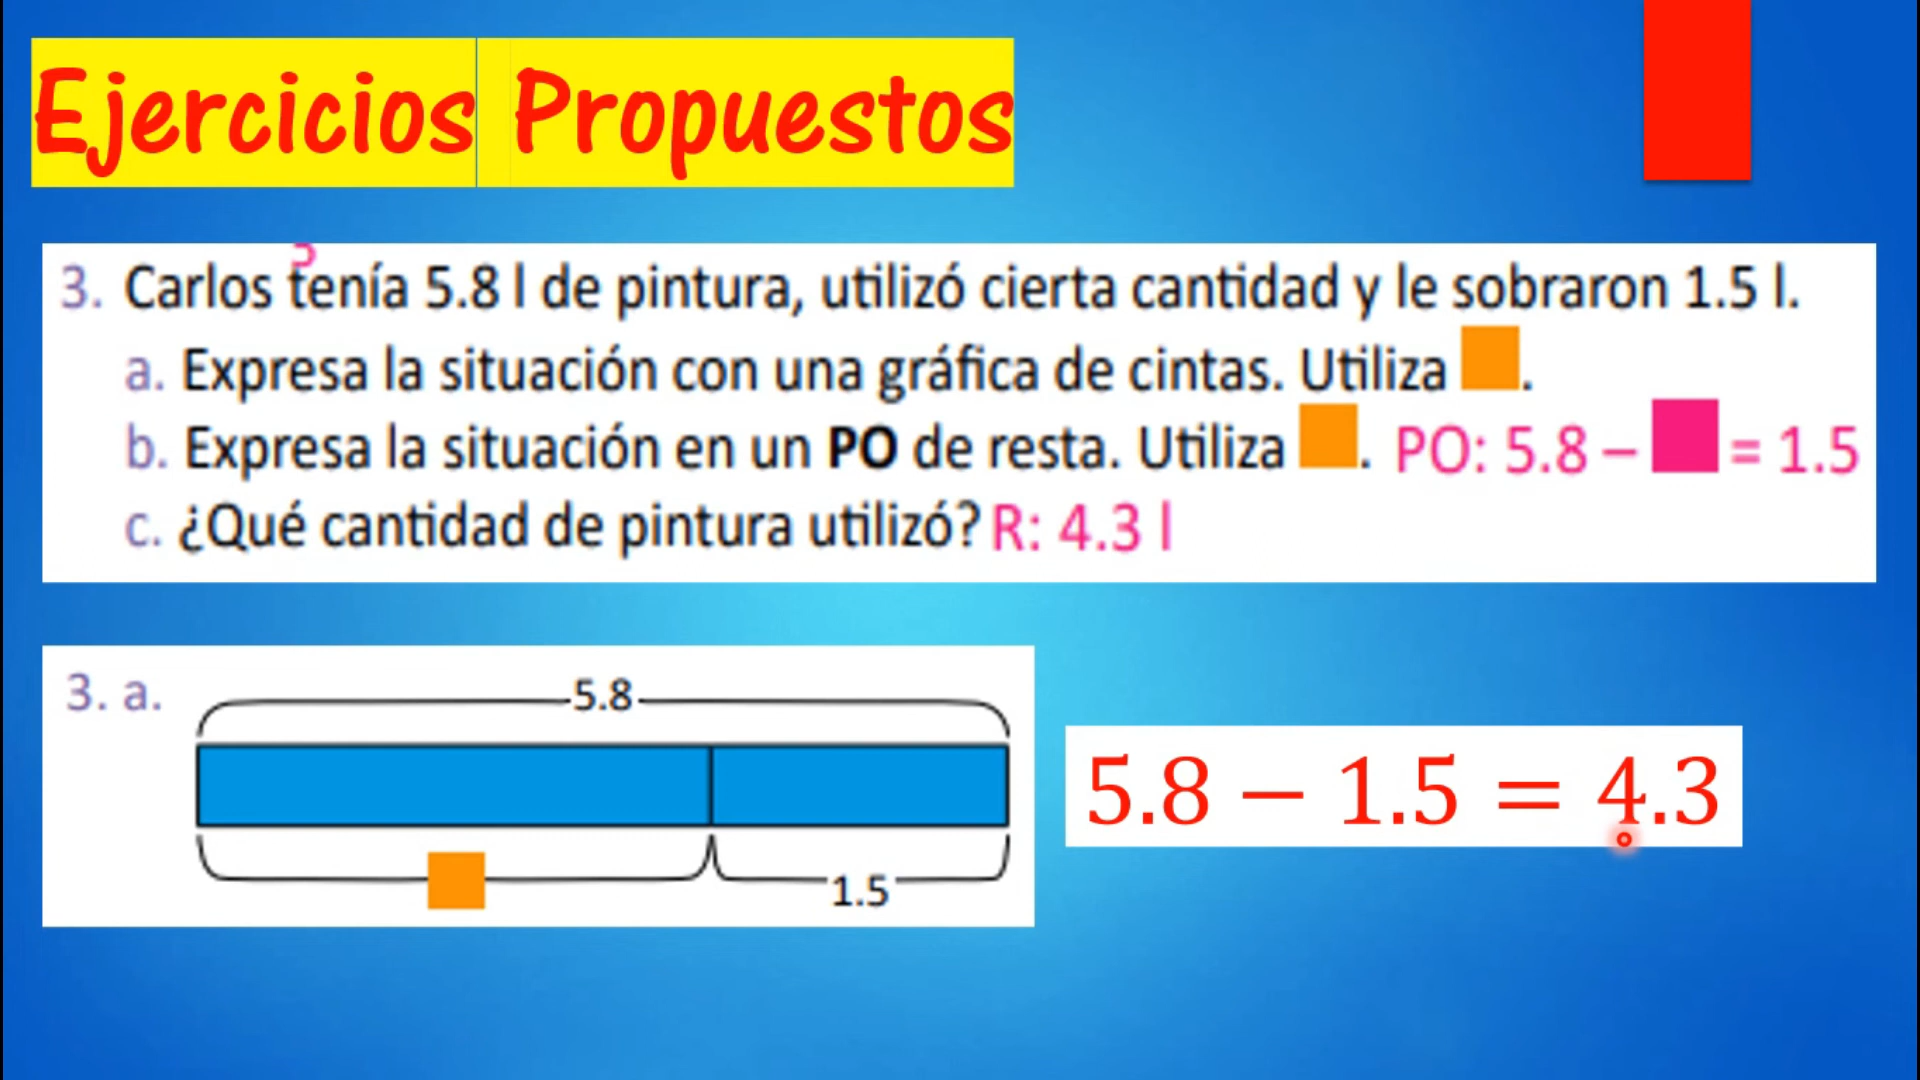 Ejercicios Propuestos
3. Carlos tenía 5.8 l de pintura, utilizó cierta cantidad y le sobraron 1.5 l.
a. Expresa la situación con una gráfica de cintas. Utiliza .
b. Expresa la situación en un PO de resta. Utiliza . PO: 5.8 – = 1.5
c. ¿Qué cantidad de pintura utilizó? R: 4.3 l
3. a.
5.8
1.5
5.8 − 1.5 = 4.3